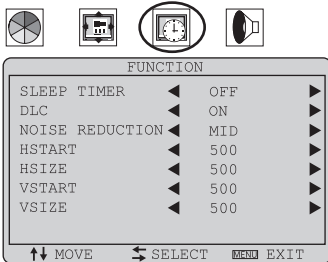 FUNCTION
SLEEP TIMER ◀ OFF ▶
DLC ◀ ON ▶
NOISE REDUCTION ◀ MID ▶
HSTART ◀ 500 ▶
HSIZE ◀ 500 ▶
VSTART ◀ 500 ▶
VSIZE ◀ 500 ▶
MOVE SELECT MENU EXIT